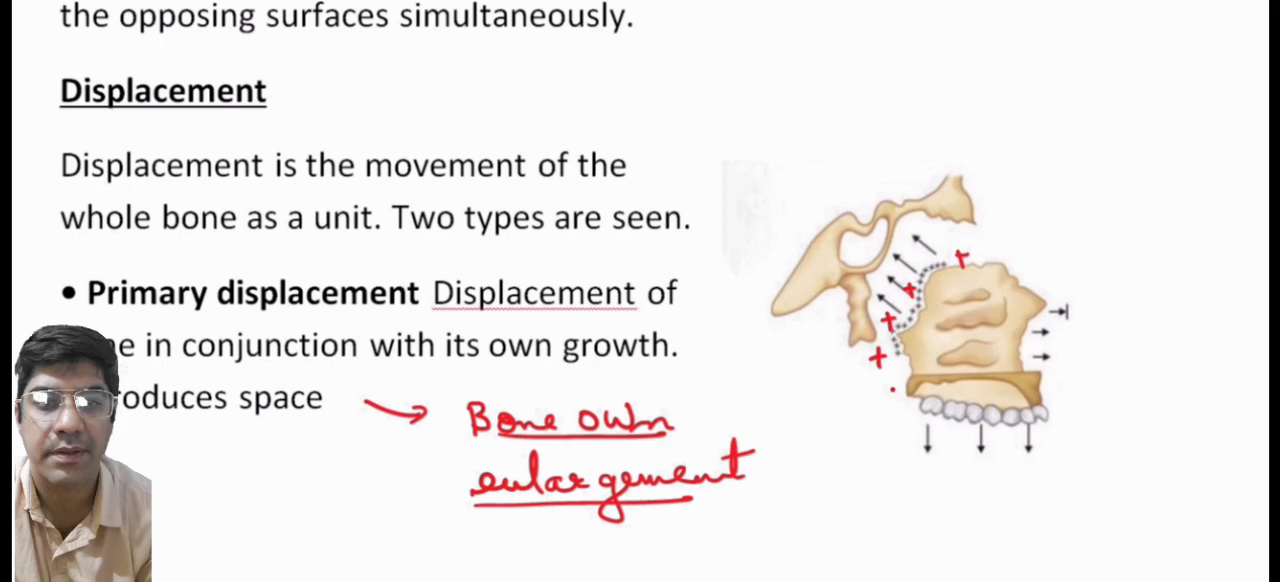 the opposing surfaces simultaneously.
Displacement
Displacement is the movement of the
whole bone as a unit. Two types are seen.
• Primary displacement Displacement of
e in conjunction with its own growth.
oduces space
Bone own
enlargement